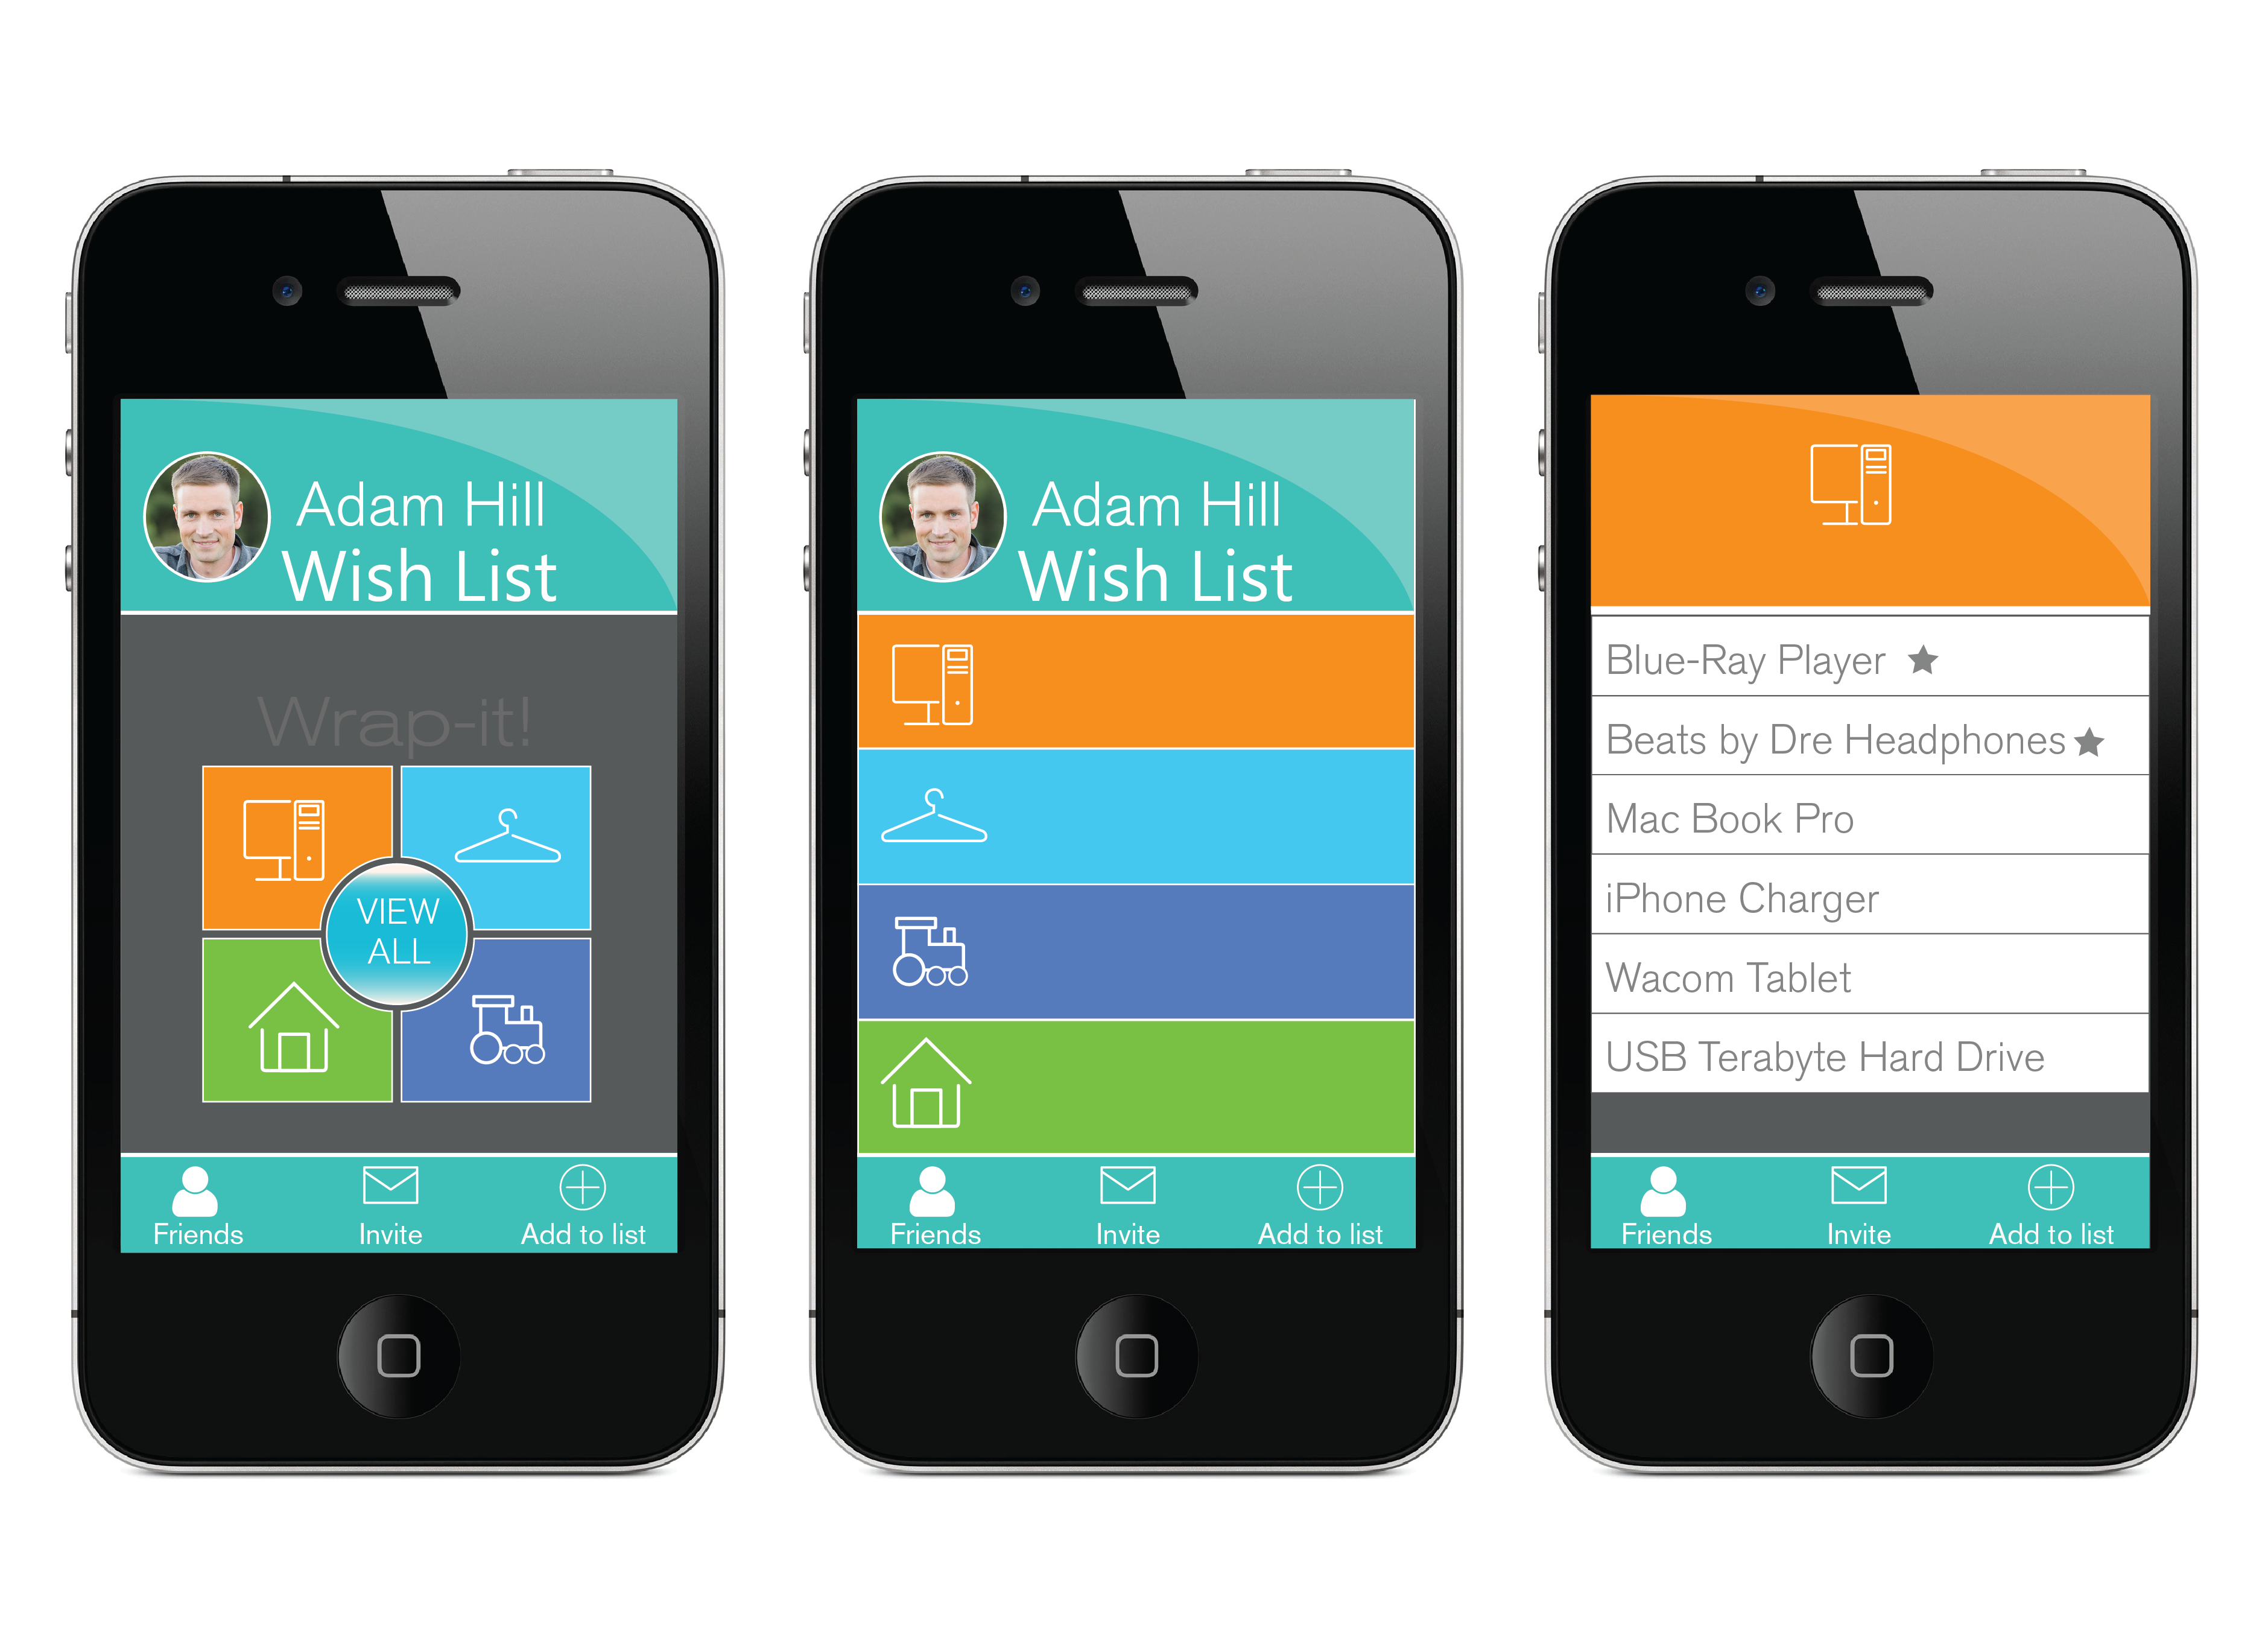 Adam Hill
Wish List
Wrap-it!
VIEW
ALL
Friends
Invite
Add to list
Adam Hill
Wish List
Friends
Invite
Add to list
Blue-Ray Player
Beats by Dre Headphones
Mac Book Pro
iPhone Charger
Wacom Tablet
USB Terabyte Hard Drive
Friends
Invite
Add to list